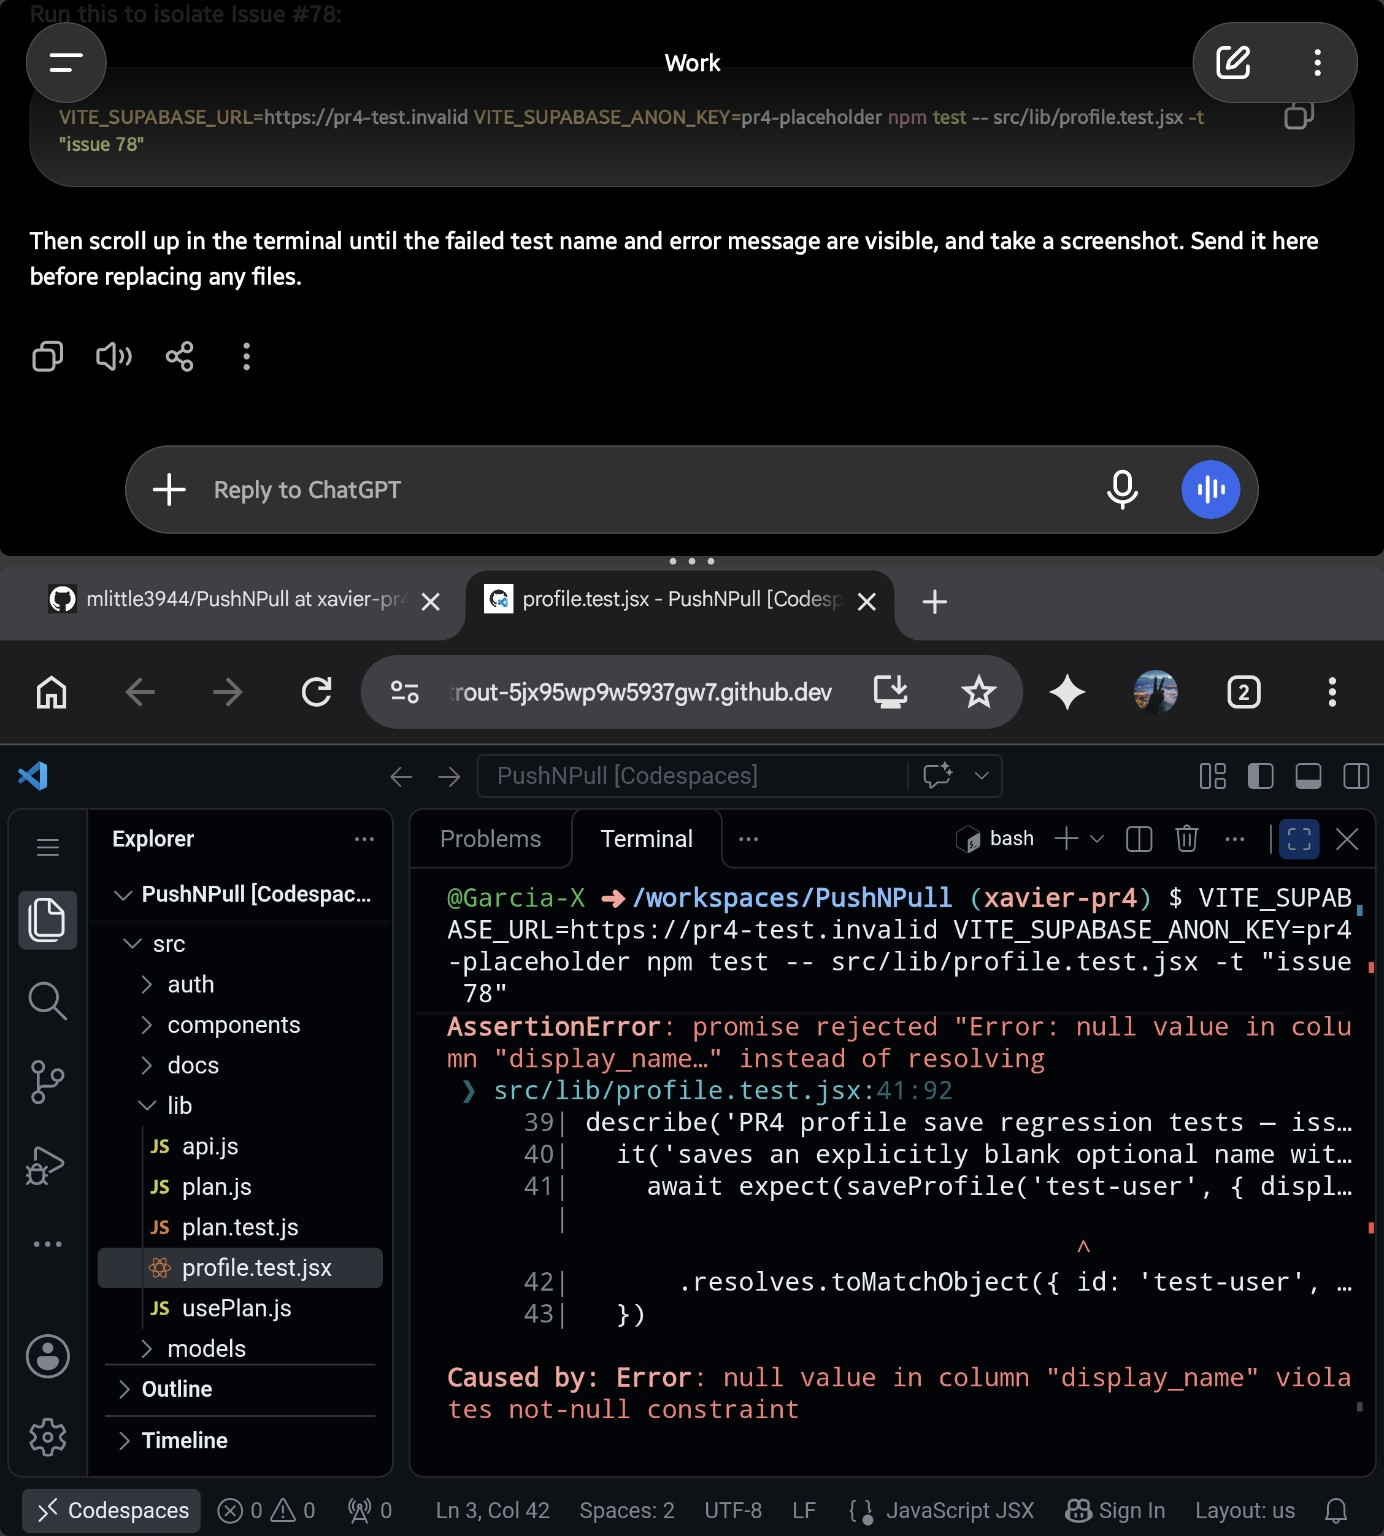 Run this to isolate Issue #78:
Work
VITE_SUPABASE_URL=https://pr4-test.invalid VITE_SUPABASE_ANON_KEY=pr4-placeholder npm test -- src/lib/profile.test.jsx -t
"issue 78"
Then scroll up in the terminal until the failed test name and error message are visible, and take a screenshot. Send it here
before replacing any files.
Reply to ChatGPT
mlittle3944/PushNPull at xavier-pr4
profile.test.jsx - PushNPull [Codesp
rout-5jx95wp9w5937gw7.github.dev
2
PushNPull [Codespaces]
Explorer
Problems
Terminal
bash
PushNPull [Codespac...
src
auth
components
docs
lib
JS api.js
JS plan.js
JS plan.test.js
profile.test.jsx
JS usePlan.js
models
Outline
Timeline
@Garcia-X ➜ /workspaces/PushNPull (xavier-pr4) $ VITE_SUPAB
ASE_URL=https://pr4-test.invalid VITE_SUPABASE_ANON_KEY=pr4
-placeholder npm test -- src/lib/profile.test.jsx -t "issue
78"
AssertionError: promise rejected "Error: null value in colu
mn "display_name…" instead of resolving
❯ src/lib/profile.test.jsx:41:92
39| describe('PR4 profile save regression tests — iss…
40| it('saves an explicitly blank optional name wit…
41| await expect(saveProfile('test-user', { displ…
|
^
42| .resolves.toMatchObject({ id: 'test-user', …
43| })
Caused by: Error: null value in column "display_name" viola
tes not-null constraint
Codespaces
0
0
0
Ln 3, Col 42
Spaces: 2
UTF-8
LF
JavaScript JSX
Sign In
Layout: us